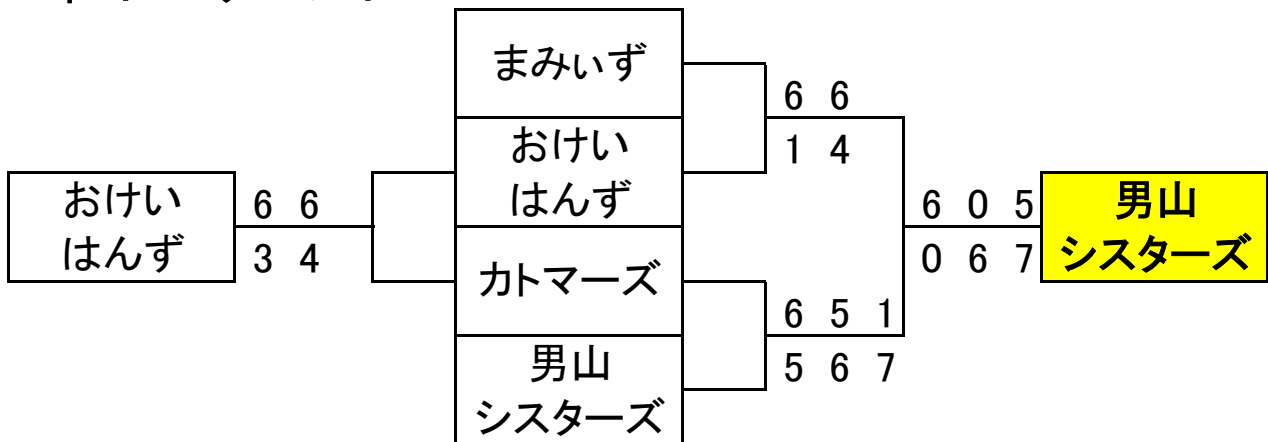 まみぃず
6 6
おけい
はんず
1 4
おけい
はんず
6 6
3 4
6 0 5
0 6 7
男山
シスターズ
カトマーズ
6 5 1
5 6 7
男山
シスターズ